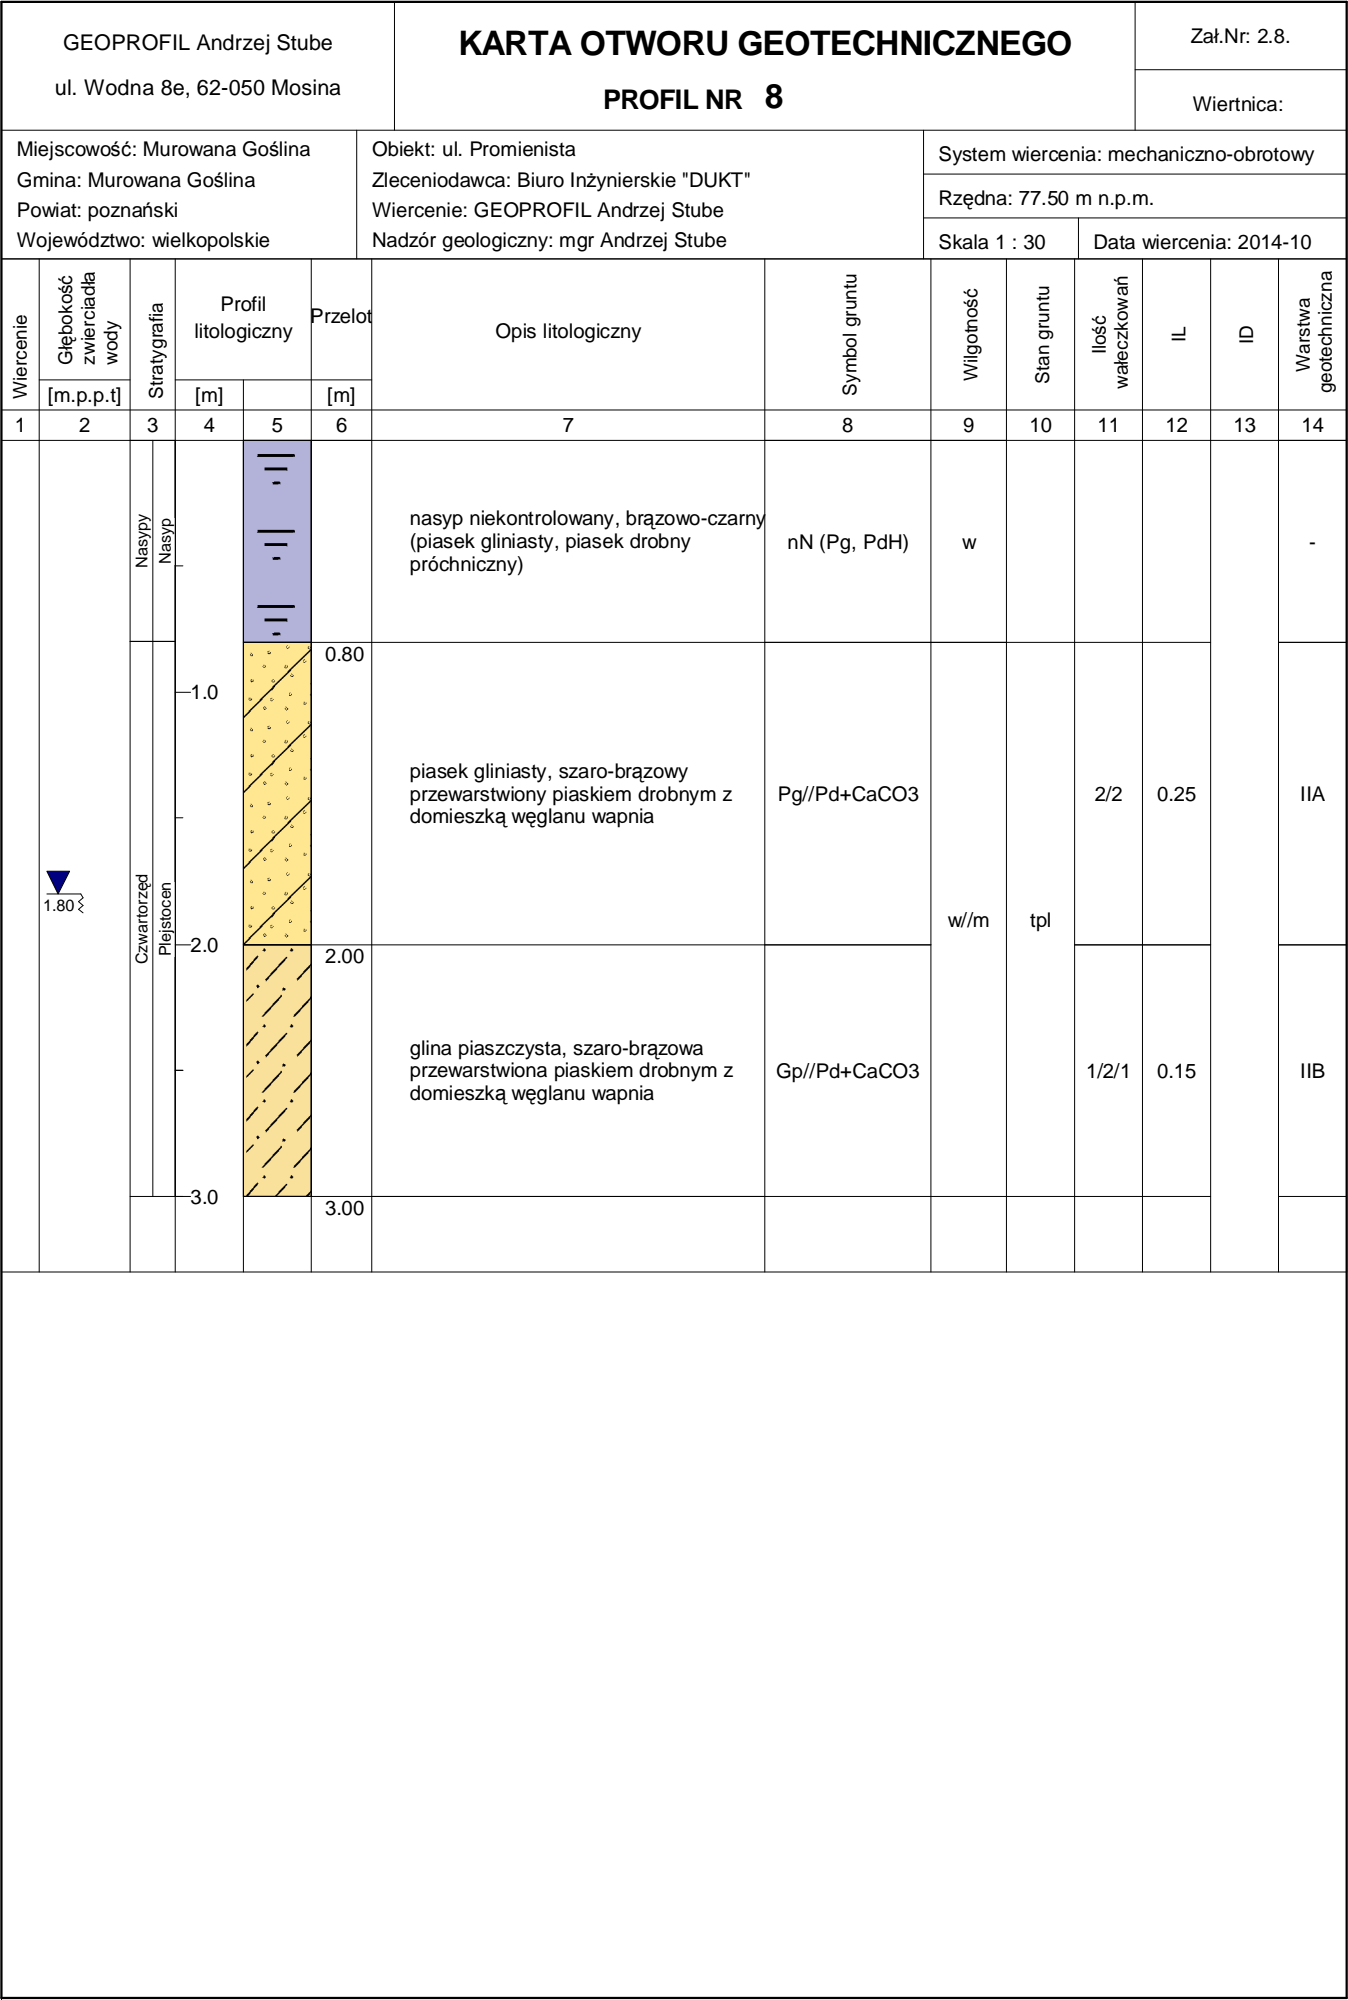 GEOPROFIL Andrzej Stube
ul. Wodna 8e, 62-050 Mosina
KARTA OTWORU GEOTECHNICZNEGO
PROFIL NR 8
Zał.Nr: 2.8.
Wiertnica:
Miejscowość: Murowana Goślina
Gmina: Murowana Goślina
Powiat: poznański
Województwo: wielkopolskie
Obiekt: ul. Promienista
Zleceniodawca: Biuro Inżynierskie "DUKT"
Wiercenie: GEOPROFIL Andrzej Stube
Nadzór geologiczny: mgr Andrzej Stube
System wiercenia: mechaniczno-obrotowy
Rzędna: 77.50 m n.p.m.
Skala 1 : 30
Data wiercenia: 2014-10
Wiercenie
Głębokość
zwierciadła
wody
[m.p.p.t]
Stratygrafia
Profil
litologiczny
[m]
Przelot
[m]
Opis litologiczny
Symbol gruntu
Wilgotność
Stan gruntu
Ilość
wałeczkowań
IL
ID
Warstwa
geotechniczna
1 2 3 4 5 6 7 8 9 10 11 12 13 14
Nasypy
Nasyp
nasyp niekontrolowany, brązowo-czarny
(piasek gliniasty, piasek drobny
próchniczny)
nN (Pg, PdH)
w
-
0.80
1.0
piasek gliniasty, szaro-brązowy
przewarstwiony piaskiem drobnym z
domieszką węglanu wapnia
Pg//Pd+CaCO3
2/2
0.25
IIA
1.80
Czwartorzęd
Plejstocen
w//m
tpl
2.0
2.00
glina piaszczysta, szaro-brązowa
przewarstwiona piaskiem drobnym z
domieszką węglanu wapnia
Gp//Pd+CaCO3
1/2/1
0.15
IIB
3.0
3.00